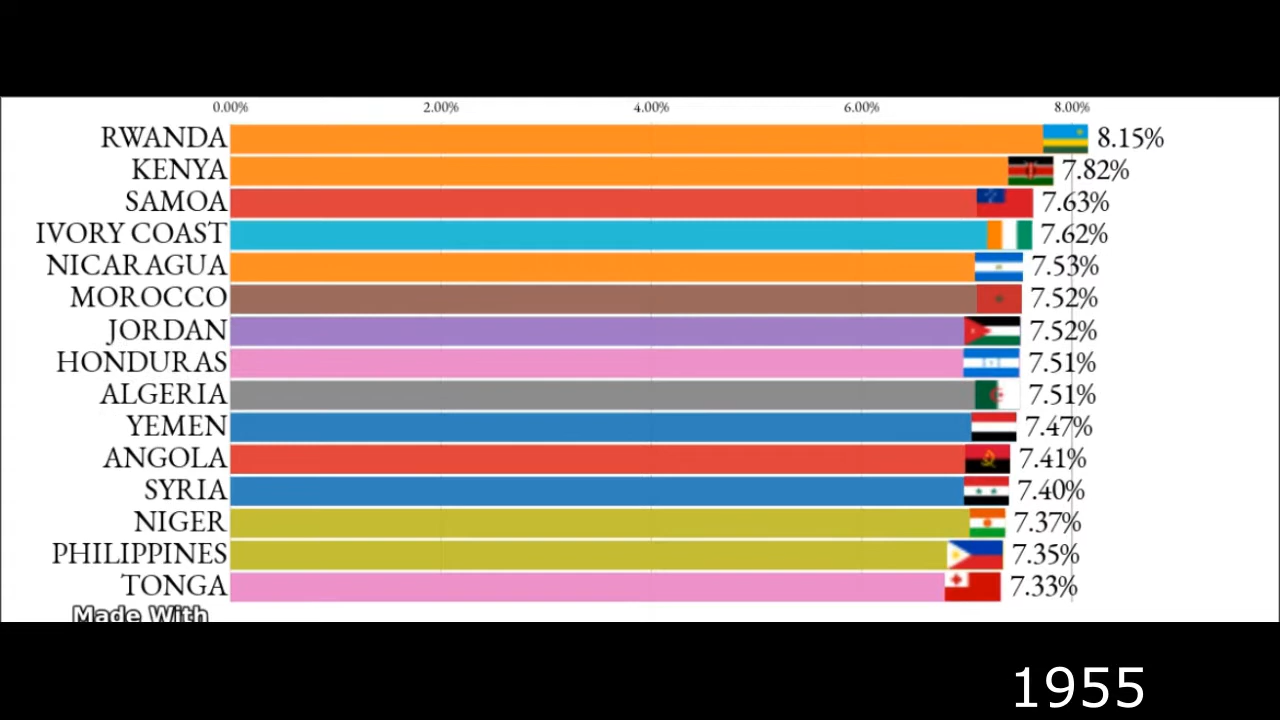 0.00% 2.00% 4.00% 6.00% 8.00%
RWANDA 8.15%
KENYA 7.82%
SAMOA 7.63%
IVORY COAST 7.62%
NICARAGUA 7.53%
MOROCCO 7.52%
JORDAN 7.52%
HONDURAS 7.51%
ALGERIA 7.51%
YEMEN 7.47%
ANGOLA 7.41%
SYRIA 7.40%
NIGER 7.37%
PHILIPPINES 7.35%
TONGA 7.33%
Made With
1955